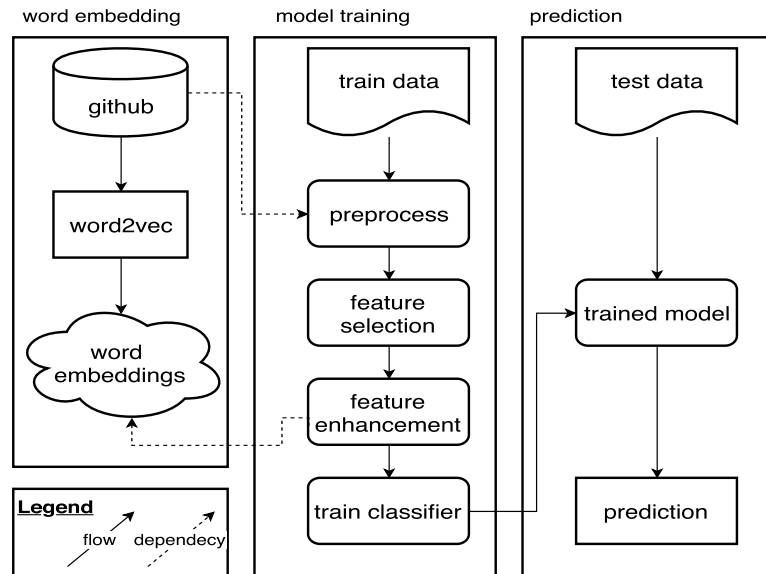 word embedding
github
word2vec
word
embeddings
Legend
flow
dependecy
model training
train data
preprocess
feature
selection
feature
enhancement
train classifier
prediction
test data
trained model
prediction